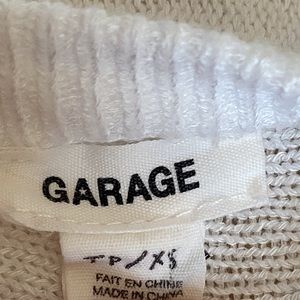 GARAGE
TP/XS
FAIT EN CHINE
MADE IN CHINA